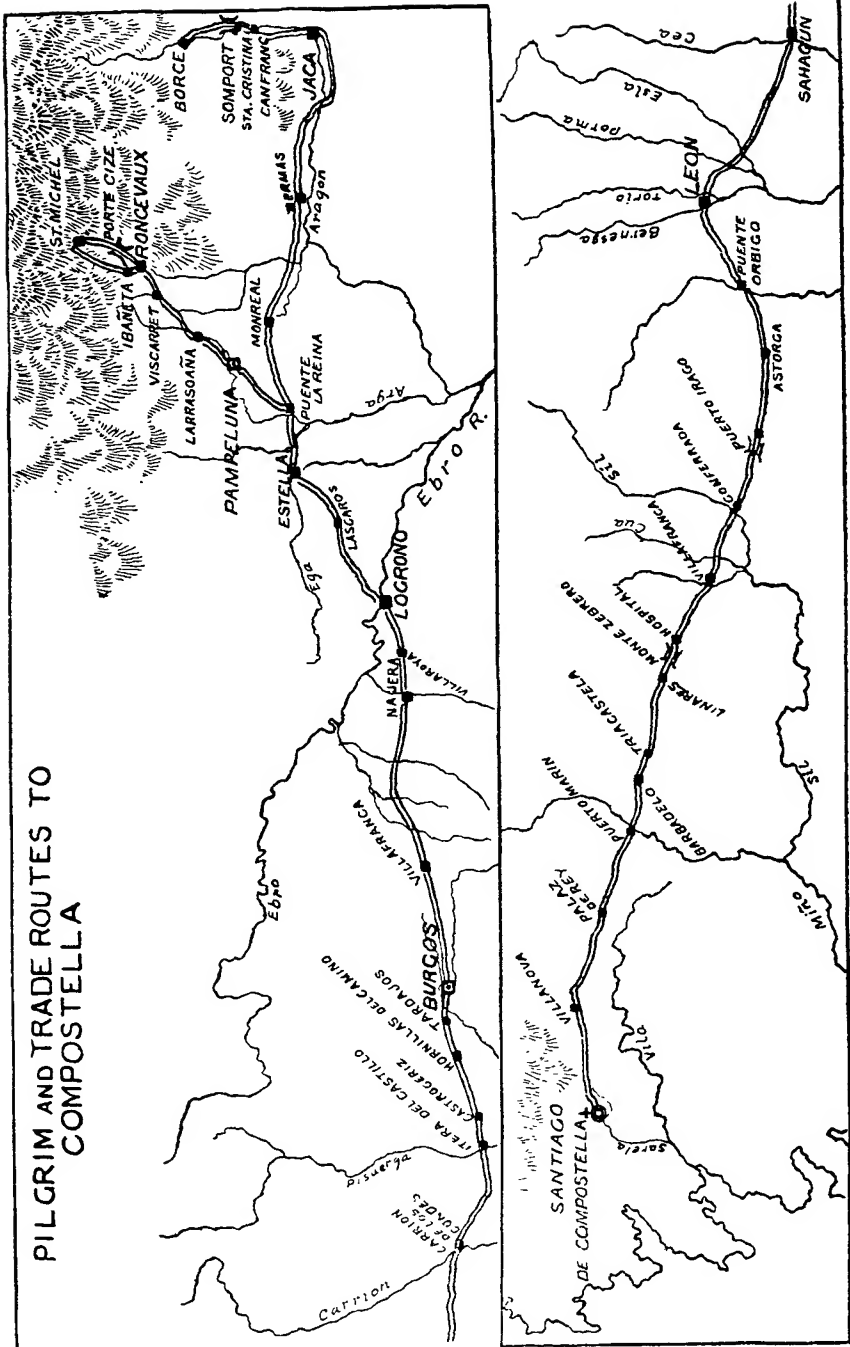 PILGRIM AND TRADE ROUTES TO
COMPOSTELLA
BORCE
SOMPORT
STA. CRISTINA
CANFRANC
JACA
Aragon
MONREAL
ST. MICHEL
PORTE CIZE
RONCEVAUX
IBAÑETA
VISCARRET
LARRASOAÑA
PAMPELUNA
PUENTE
LA REINA
Arga
ESTELLA
Ega
LASCAROS
LOGRONO
Ebro R.
VILLAROYA
NAJERA
Ebro
VILLAFRANCA
BURGOS
TARDAJOS
HORNILLAS DEL CAMINO
CASTROGERIZ
ITERA DEL CASTILLO
Pisuerga
CARRION
DE LOS
CONDES
Carrion
SAHAGUN
Cea
Esla
Porma
Torio
Bernesga
LEON
PUENTE
ORBIGO
ASTORGA
PUERTO IRAGO
Sil
Cua
VILLAFRANCA
HOSPITAL
MONTE ZEBRERO
LINARES
TRIACASTELA
Sil
BARBADELO
PUERTO MARIN
Miño
PALAZ
DE REY
VILLANOVA
Vila
SANTIAGO
DE COMPOSTELLA
Sarela